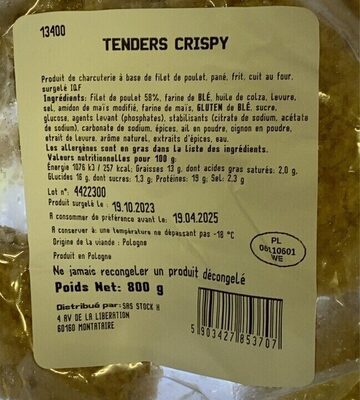 13400
TENDERS CRISPY
Produit de charcuterie à base de filet de poulet, pané, frit, cuit au four,
surgelé IQF
Ingrédients: Filet de poulet 58%, farine de BLÉ, huile de colza, levure,
sel, amidon de maïs modifié, farine de maïs, GLUTEN de BLÉ, sucre,
glucose, agents levant (phosphates), stabilisants (citrate de sodium, acétate
de sodium), carbonate de sodium, épices, ail en poudre, oignon en poudre,
extrait de levure, arôme naturel, extraits d'épices, eau.
Les allergènes sont en gras dans la liste des ingrédients.
Valeurs nutritionnelles pour 100 g:
Énergie 1076 kJ / 257 kcal; Graisses 13 g, dont acides gras saturés: 2,0 g,
Glucides 16 g, dont sucres: 1,3 g; Protéines: 19 g; Sel: 2,3 g
Lot n°: 4422300
Produit surgelé le : 19.10.2023
A consommer de préférence avant le: 19.04.2025
A conserver à une température ne dépassant pas -18 °C
Origine de la viande : Pologne
Produit en Pologne
PL
06110601
WE
Ne jamais recongeler un produit décongelé
Poids Net: 800 g
Distribué par: SAS STOCK H
4 AV DE LA LIBERATION
60160 MONTATAIRE
5 903427 853707